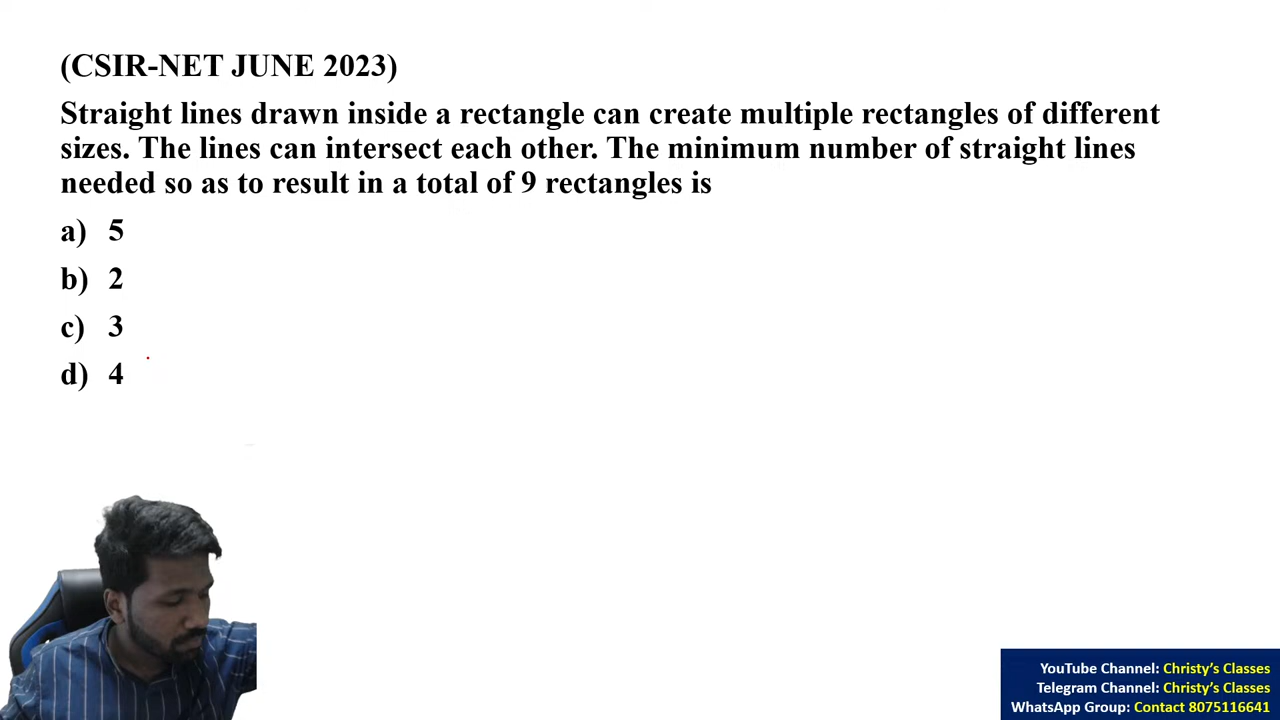 (CSIR-NET JUNE 2023)
Straight lines drawn inside a rectangle can create multiple rectangles of different
sizes. The lines can intersect each other. The minimum number of straight lines
needed so as to result in a total of 9 rectangles is
a) 5
b) 2
c) 3
d) 4
YouTube Channel: Christy's Classes
Telegram Channel: Christy's Classes
WhatsApp Group: Contact 8075116641